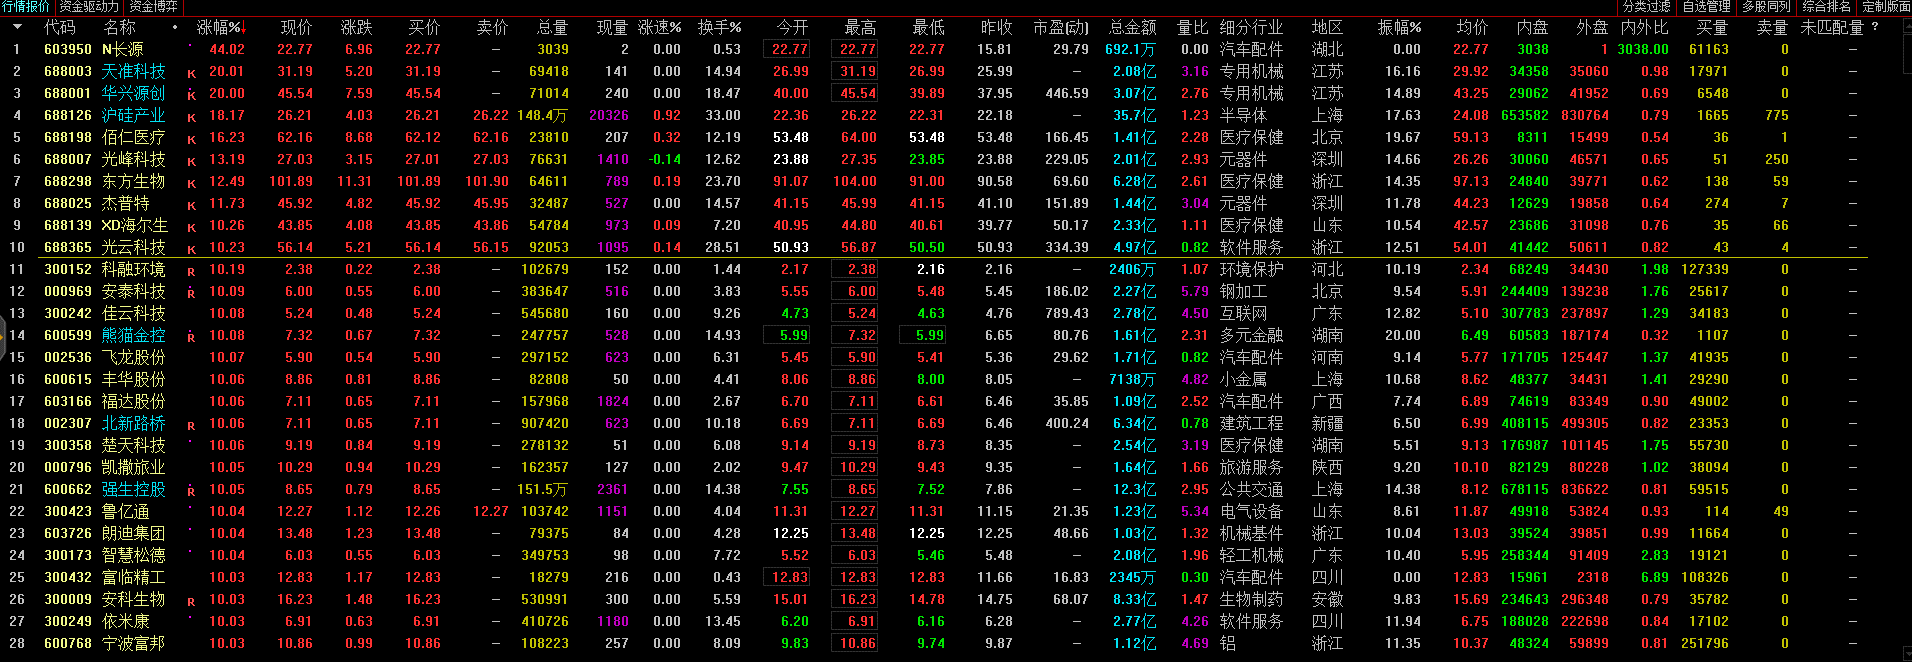 行情报价 资金驱动力 资金博弈 分类过滤 自选管理 多股同列 综合排名 定制版面
代码 名称 涨幅%↓ 现价 涨跌 买价 卖价 总量 现量 涨速% 换手% 今开 最高 最低 昨收 市盈(动) 总金额 量比 细分行业 地区 振幅% 均价 内盘 外盘 内外比 买量 卖量 未匹配量 ?
1 603950 N长源 44.02 22.77 6.96 22.77 — 3039 2 0.00 0.53 22.77 22.77 22.77 15.81 29.79 692.1万 0.00 汽车配件 湖北 0.00 22.77 3038 1 3038.00 61163 0 —
2 688003 天准科技 K 20.01 31.19 5.20 31.19 — 69418 141 0.00 14.94 26.99 31.19 26.99 25.99 — 2.08亿 3.16 专用机械 江苏 16.16 29.92 34358 35060 0.98 17971 0 —
3 688001 华兴源创 K 20.00 45.54 7.59 45.54 — 71014 240 0.00 18.47 40.00 45.54 39.89 37.95 446.59 3.07亿 2.76 专用机械 江苏 14.89 43.25 29062 41952 0.69 6548 0 —
4 688126 沪硅产业 K 18.17 26.21 4.03 26.21 26.22 148.4万 20326 0.92 33.00 22.36 26.22 22.31 22.18 — 35.7亿 1.23 半导体 上海 17.63 24.08 653582 830764 0.79 1665 775 —
5 688198 佰仁医疗 K 16.23 62.16 8.68 62.12 62.16 23810 207 0.32 12.19 53.48 64.00 53.48 53.48 166.45 1.41亿 2.28 医疗保健 北京 19.67 59.13 8311 15499 0.54 36 1 —
6 688007 光峰科技 K 13.19 27.03 3.15 27.01 27.03 76631 1410 -0.14 12.62 23.88 27.35 23.85 23.88 229.05 2.01亿 2.93 元器件 深圳 14.66 26.26 30060 46571 0.65 51 250 —
7 688298 东方生物 K 12.49 101.89 11.31 101.89 101.90 64611 789 0.19 23.70 91.07 104.00 91.00 90.58 69.60 6.28亿 2.61 医疗保健 浙江 14.35 97.13 24840 39771 0.62 138 59 —
8 688025 杰普特 K 11.73 45.92 4.82 45.92 45.95 32487 527 0.00 14.57 41.15 45.99 41.15 41.10 151.89 1.44亿 3.04 元器件 深圳 11.78 44.23 12629 19858 0.64 274 7 —
9 688139 XD海尔生 K 10.26 43.85 4.08 43.85 43.86 54784 973 0.09 7.20 40.95 44.80 40.61 39.77 50.17 2.33亿 1.11 医疗保健 山东 10.54 42.57 23686 31098 0.76 35 66 —
10 688365 光云科技 K 10.23 56.14 5.21 56.14 56.15 92053 1095 0.14 28.51 50.93 56.87 50.50 50.93 334.39 4.97亿 0.82 软件服务 浙江 12.51 54.01 41442 50611 0.82 43 4 —
11 300152 科融环境 R 10.19 2.38 0.22 2.38 — 102679 152 0.00 1.44 2.17 2.38 2.16 2.16 — 2406万 1.07 环境保护 河北 10.19 2.34 68249 34430 1.98 127339 0 —
12 000969 安泰科技 R 10.09 6.00 0.55 6.00 — 383647 516 0.00 3.83 5.55 6.00 5.48 5.45 186.02 2.27亿 5.79 钢加工 北京 9.54 5.91 244409 139238 1.76 25617 0 —
13 300242 佳云科技 10.08 5.24 0.48 5.24 — 545680 160 0.00 9.26 4.73 5.24 4.63 4.76 789.43 2.78亿 4.50 互联网 广东 12.82 5.10 307783 237897 1.29 34183 0 —
14 600599 熊猫金控 R 10.08 7.32 0.67 7.32 — 247757 528 0.00 14.93 5.99 7.32 5.99 6.65 80.76 1.61亿 2.31 多元金融 湖南 20.00 6.49 60583 187174 0.32 1107 0 —
15 002536 飞龙股份 10.07 5.90 0.54 5.90 — 297152 623 0.00 6.31 5.45 5.90 5.41 5.36 29.62 1.71亿 0.82 汽车配件 河南 9.14 5.77 171705 125447 1.37 41935 0 —
16 600615 丰华股份 10.06 8.86 0.81 8.86 — 82808 50 0.00 4.41 8.06 8.86 8.00 8.05 — 7138万 4.82 小金属 上海 10.68 8.62 48377 34431 1.41 29290 0 —
17 603166 福达股份 10.06 7.11 0.65 7.11 — 157968 1824 0.00 2.67 6.70 7.11 6.61 6.46 35.85 1.09亿 2.52 汽车配件 广西 7.74 6.89 74619 83349 0.90 49002 0 —
18 002307 北新路桥 R 10.06 7.11 0.65 7.11 — 907420 623 0.00 10.18 6.69 7.11 6.69 6.46 400.24 6.34亿 0.78 建筑工程 新疆 6.50 6.99 408115 499305 0.82 23353 0 —
19 300358 楚天科技 10.06 9.19 0.84 9.19 — 278132 51 0.00 6.08 9.14 9.19 8.73 8.35 — 2.54亿 3.19 医疗保健 湖南 5.51 9.13 176987 101145 1.75 55730 0 —
20 000796 凯撒旅业 10.05 10.29 0.94 10.29 — 162357 127 0.00 2.02 9.47 10.29 9.43 9.35 — 1.64亿 1.66 旅游服务 陕西 9.20 10.10 82129 80228 1.02 38094 0 —
21 600662 强生控股 R 10.05 8.65 0.79 8.65 — 151.5万 2361 0.00 14.38 7.55 8.65 7.52 7.86 — 12.3亿 2.95 公共交通 上海 14.38 8.12 678115 836622 0.81 59515 0 —
22 300423 鲁亿通 10.04 12.27 1.12 12.26 12.27 103742 1151 0.00 4.04 11.31 12.27 11.31 11.15 21.35 1.23亿 5.34 电气设备 山东 8.61 11.87 49918 53824 0.93 114 49 —
23 603726 朗迪集团 10.04 13.48 1.23 13.48 — 79375 84 0.00 4.28 12.25 13.48 12.25 12.25 48.66 1.03亿 1.32 机械基件 浙江 10.04 13.03 39524 39851 0.99 11664 0 —
24 300173 智慧松德 10.04 6.03 0.55 6.03 — 349753 98 0.00 7.72 5.52 6.03 5.46 5.48 — 2.08亿 1.96 轻工机械 广东 10.40 5.95 258344 91409 2.83 19121 0 —
25 300432 富临精工 10.03 12.83 1.17 12.83 — 18279 216 0.00 0.43 12.83 12.83 12.83 11.66 16.83 2345万 0.30 汽车配件 四川 0.00 12.83 15961 2318 6.89 108326 0 —
26 300009 安科生物 R 10.03 16.23 1.48 16.23 — 530991 300 0.00 5.59 15.01 16.23 14.78 14.75 68.07 8.33亿 1.47 生物制药 安徽 9.83 15.69 234643 296348 0.79 35782 0 —
27 300249 依米康 10.03 6.91 0.63 6.91 — 410726 1180 0.00 13.45 6.20 6.91 6.16 6.28 — 2.77亿 4.26 软件服务 四川 11.94 6.75 188028 222698 0.84 17102 0 —
28 600768 宁波富邦 10.03 10.86 0.99 10.86 — 108223 257 0.00 8.09 9.83 10.86 9.74 9.87 — 1.12亿 4.69 铝 浙江 11.35 10.37 48324 59899 0.81 251796 0 —